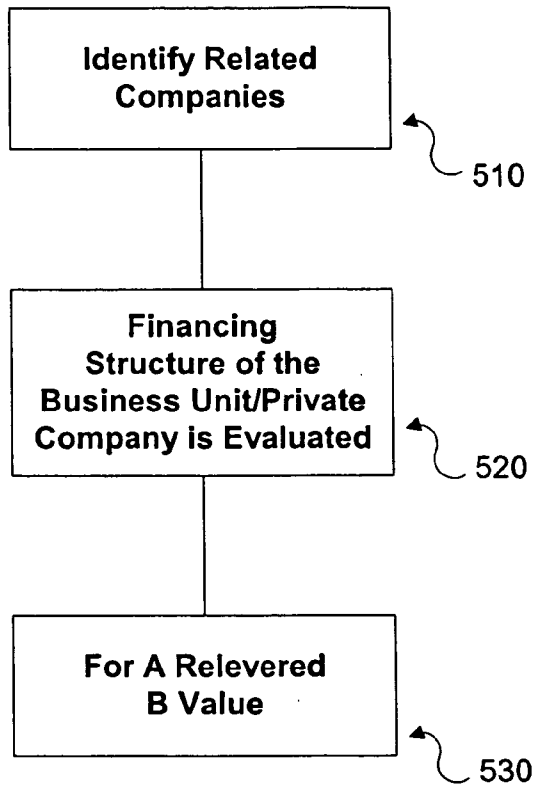 Identify Related
Companies
510
Financing
Structure of the
Business Unit/Private
Company is Evaluated
520
For A Relevered
B Value
530